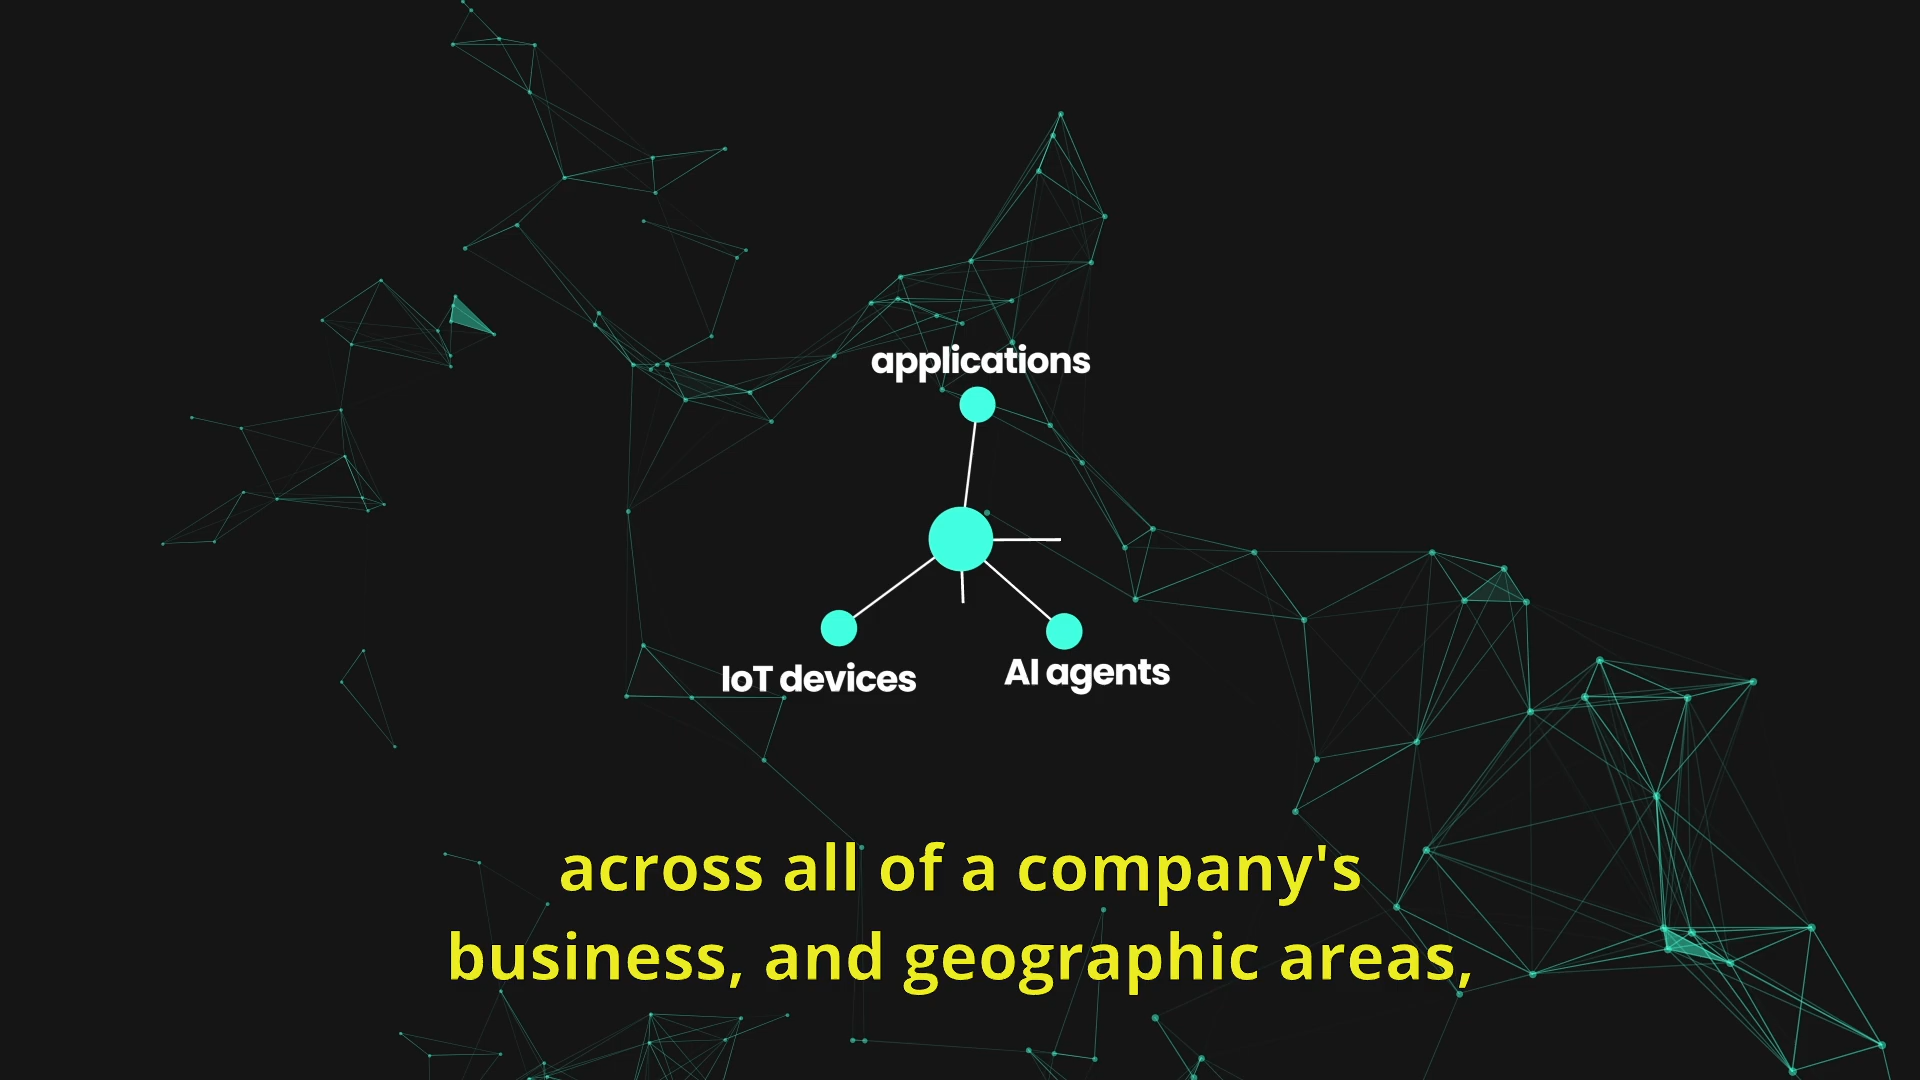 applications
IoT devices
AI agents
across all of a company's
business, and geographic areas,